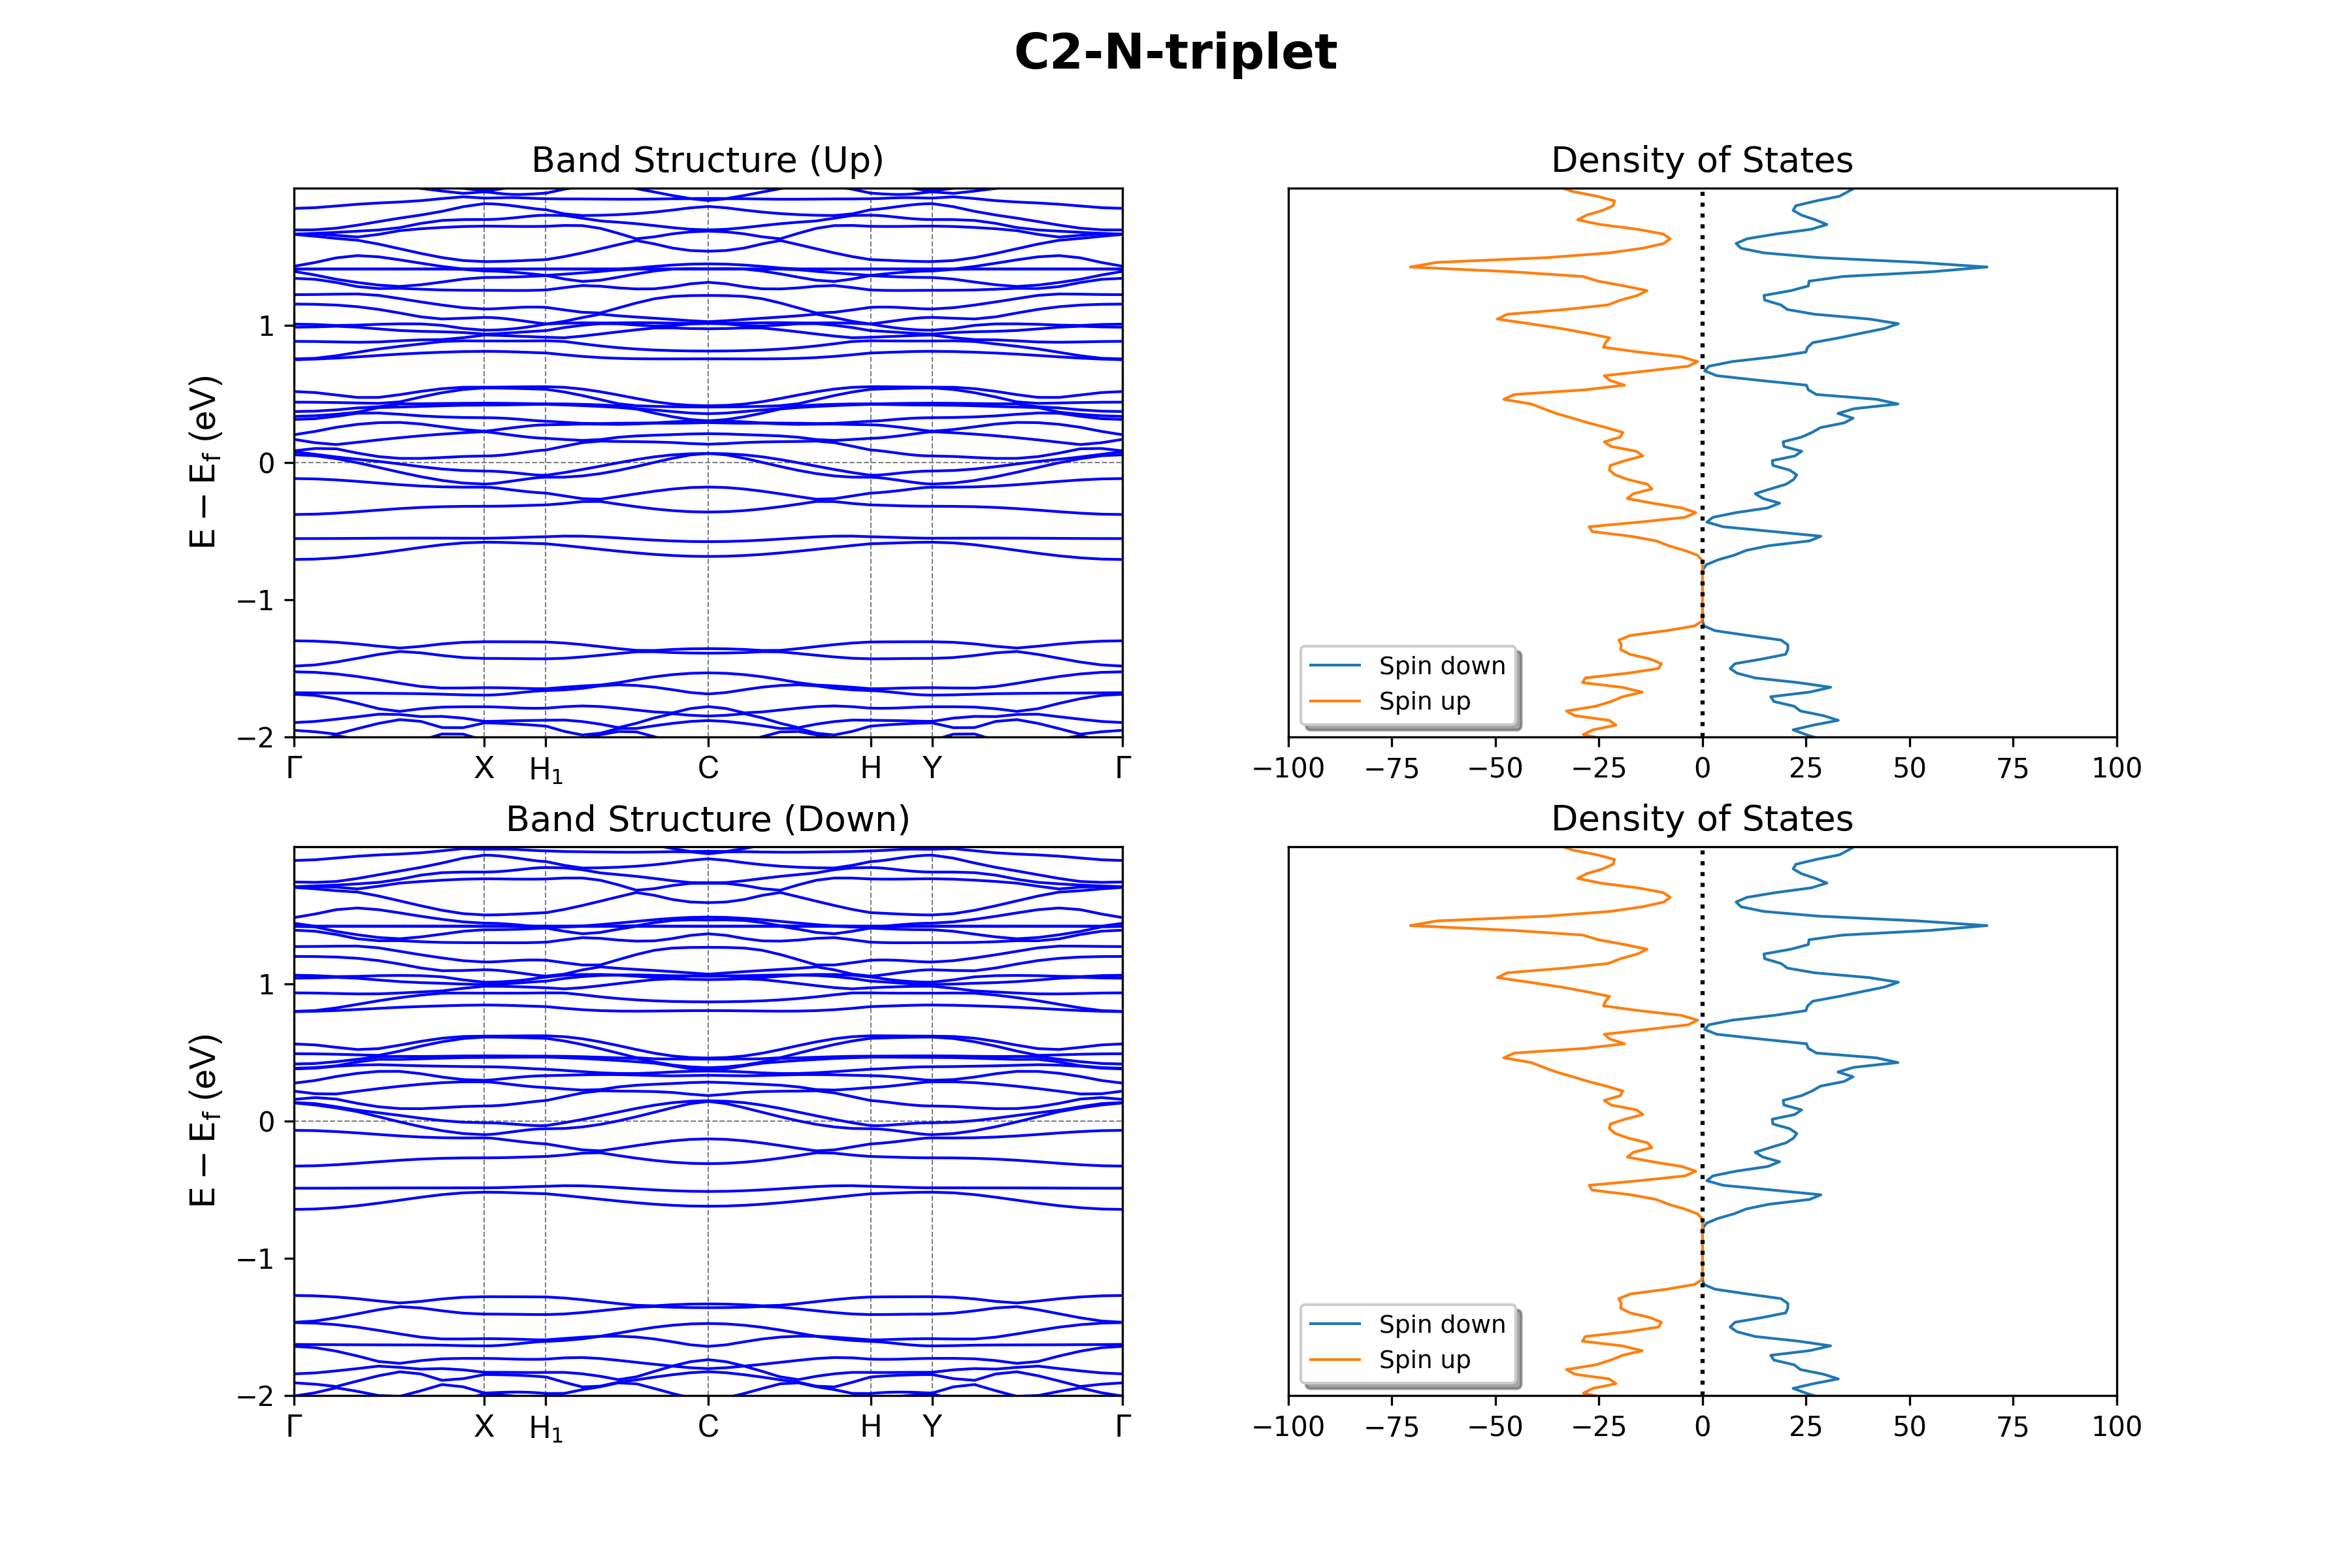 C2-N-triplet
Band Structure (Up)
Density of States
E − E_f (eV)
1
0
−1
−2
Γ X H₁ C H Y Γ
Spin down
Spin up
−100 −75 −50 −25 0 25 50 75 100
Band Structure (Down)
Density of States
E − E_f (eV)
1
0
−1
−2
Γ X H₁ C H Y Γ
Spin down
Spin up
−100 −75 −50 −25 0 25 50 75 100